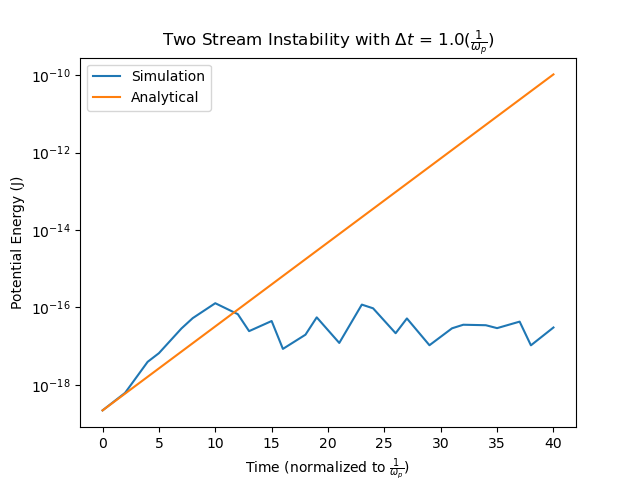 Two Stream Instability with Δt = 1.0(1/ω_p)
Simulation
Analytical
Potential Energy (J)
10⁻¹⁰
10⁻¹²
10⁻¹⁴
10⁻¹⁶
10⁻¹⁸
0 5 10 15 20 25 30 35 40
Time (normalized to 1/ω_p)